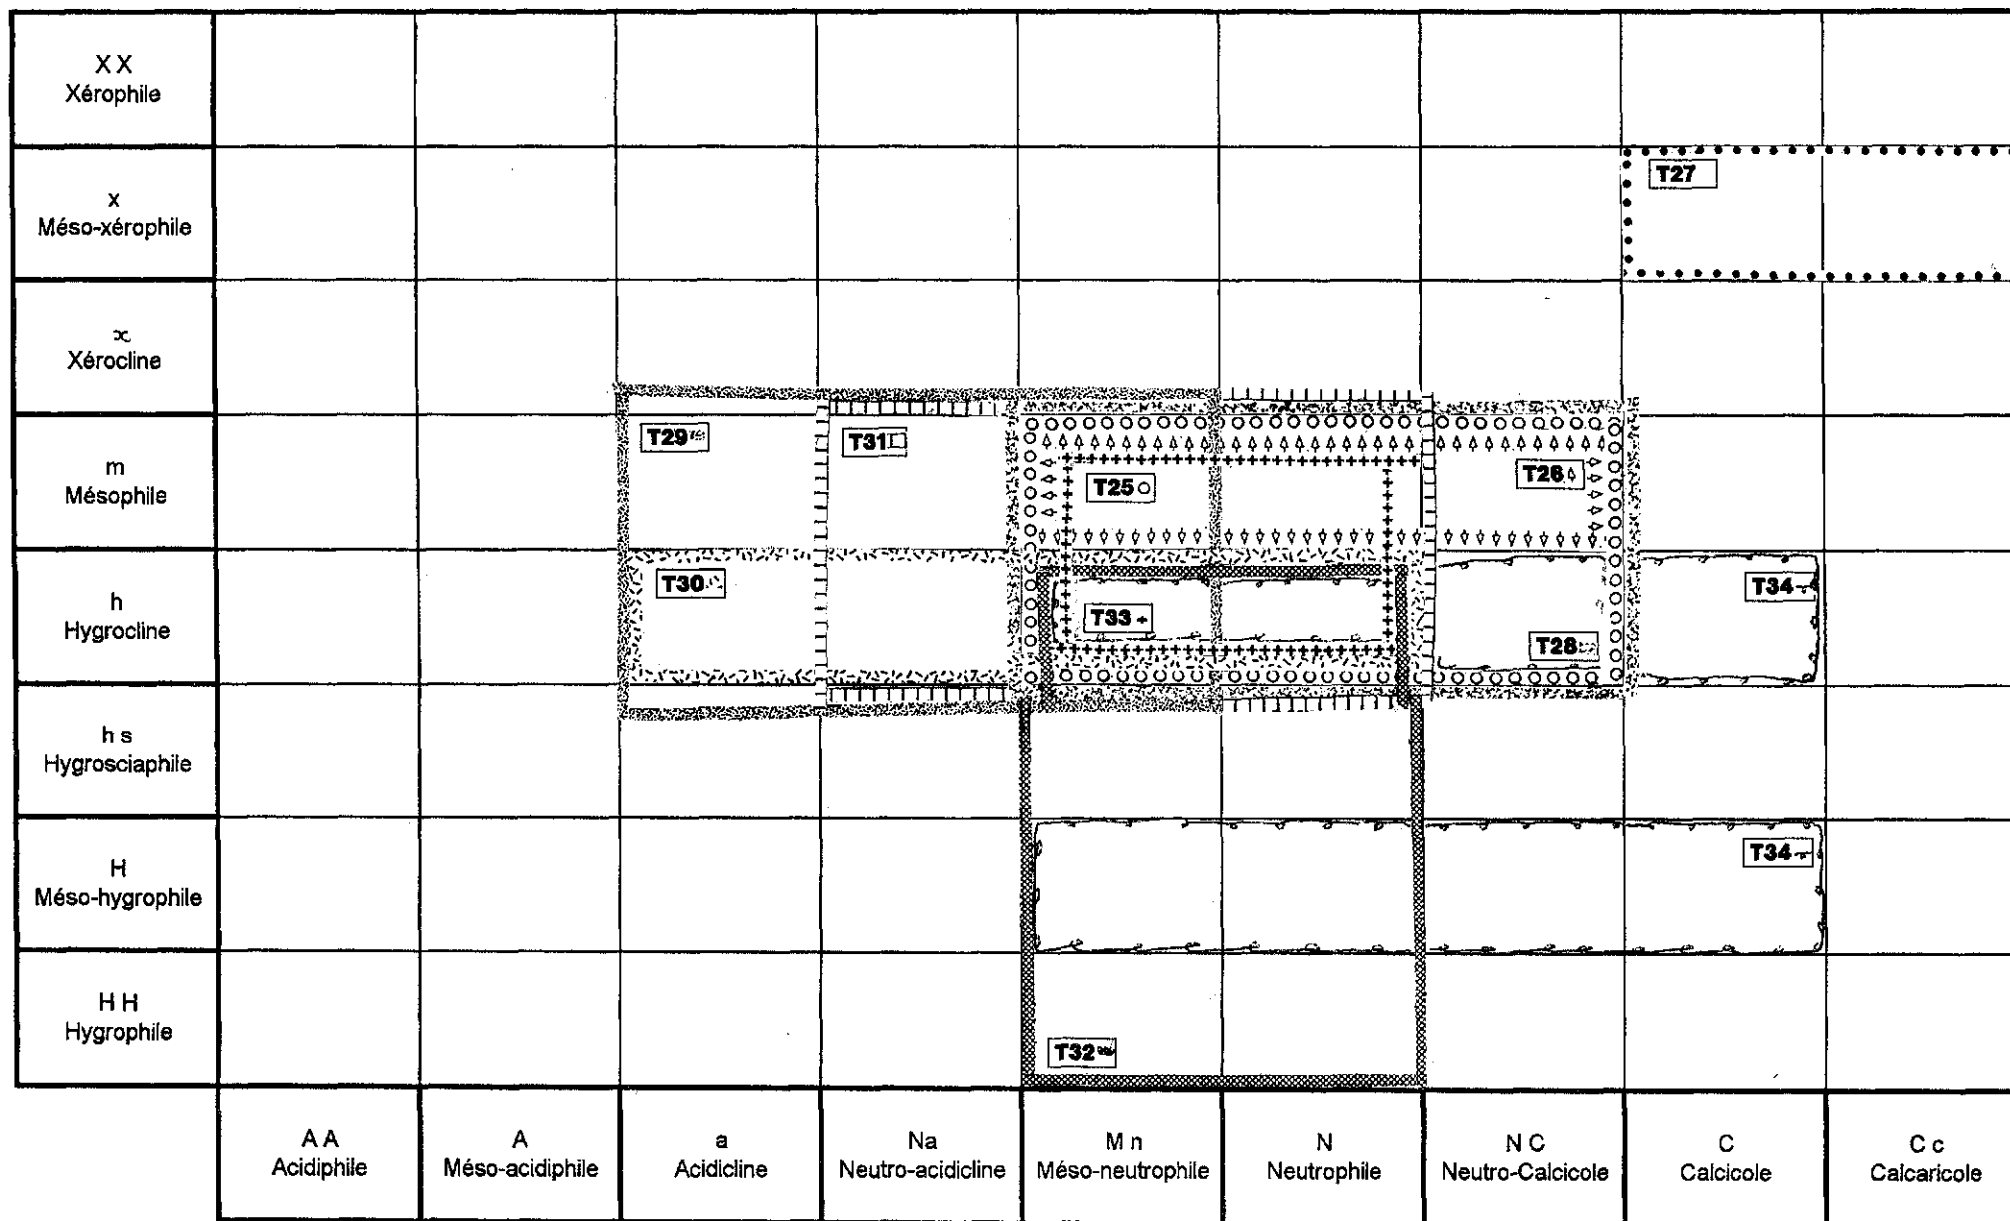 X X
Xérophile
x
Méso-xérophile
T27
x
Xérocline
m
Mésophile
T29
T31
T25
T26
h
Hygrocline
T30
T33
T28
T34
h s
Hygrosciaphile
H
Méso-hygrophile
T34
H H
Hygrophile
T32
A A
Acidiphile
A
Méso-acidiphile
a
Acidicline
Na
Neutro-acidicline
M n
Méso-neutrophile
N
Neutrophile
N C
Neutro-Calcicole
C
Calcicole
C c
Calcaricole